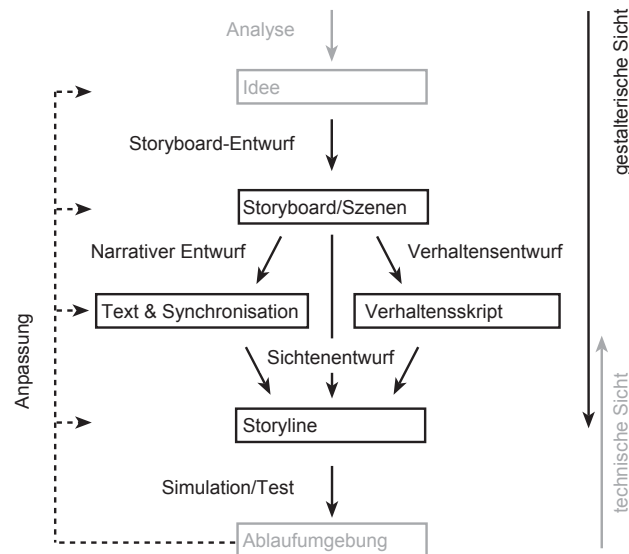 Analyse
Idee
Storyboard-Entwurf
Storyboard/Szenen
Narrativer Entwurf
Verhaltensentwurf
Text & Synchronisation
Verhaltensskript
Sichtenentwurf
Storyline
Simulation/Test
Ablaufumgebung
Anpassung
gestalterische Sicht
technische Sicht